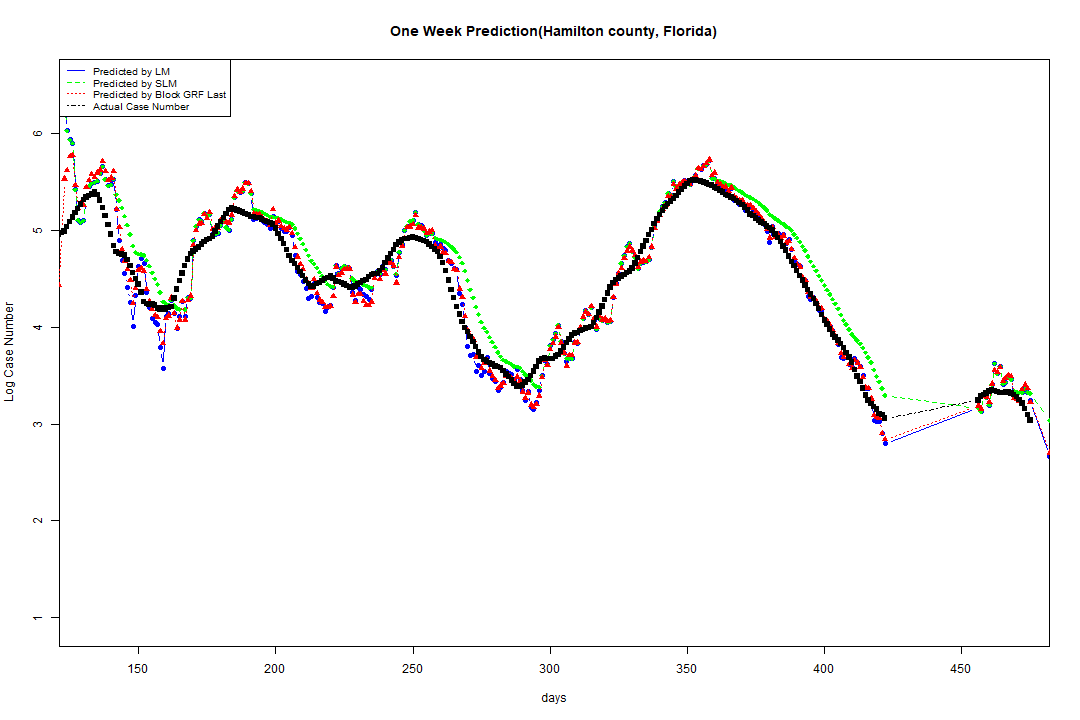 One Week Prediction(Hamilton county, Florida)
Predicted by LM
Predicted by SLM
Predicted by Block GRF Last
Actual Case Number
6
5
4
3
2
1
Log Case Number
150 200 250 300 350 400 450
days